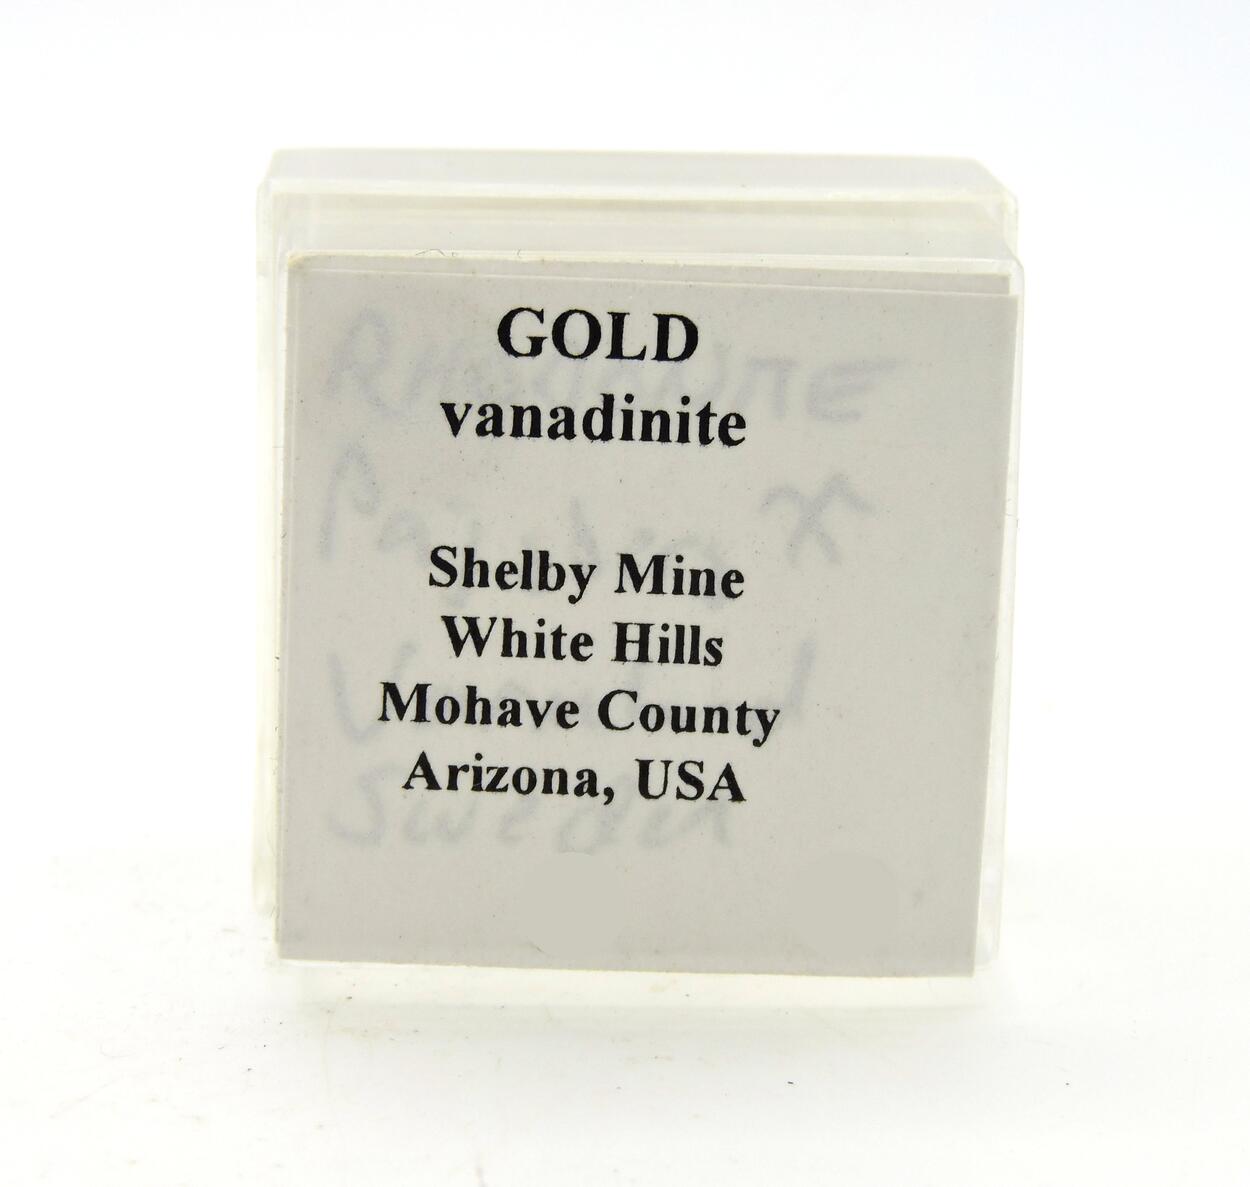 GOLD
vanadinite
Shelby Mine
White Hills
Mohave County
Arizona, USA